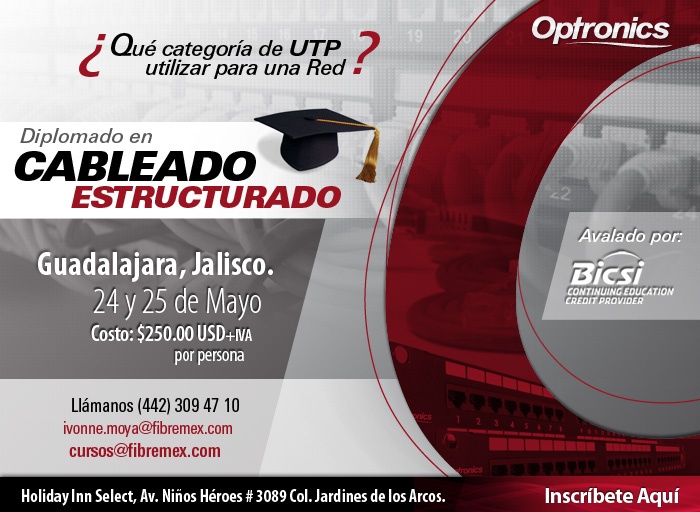 ¿Qué categoría de UTP
utilizar para una Red?
Optronics
Diplomado en
CABLEADO
ESTRUCTURADO
Avalado por:
Bicsi
CONTINUING EDUCATION
CREDIT PROVIDER
Guadalajara, Jalisco.
24 y 25 de Mayo
Costo: $250.00 USD+IVA
por persona
Llámanos (442) 309 47 10
ivonne.moya@fibremex.com
cursos@fibremex.com
Holiday Inn Select, Av. Niños Héroes # 3089 Col. Jardines de los Arcos.
Inscríbete Aquí